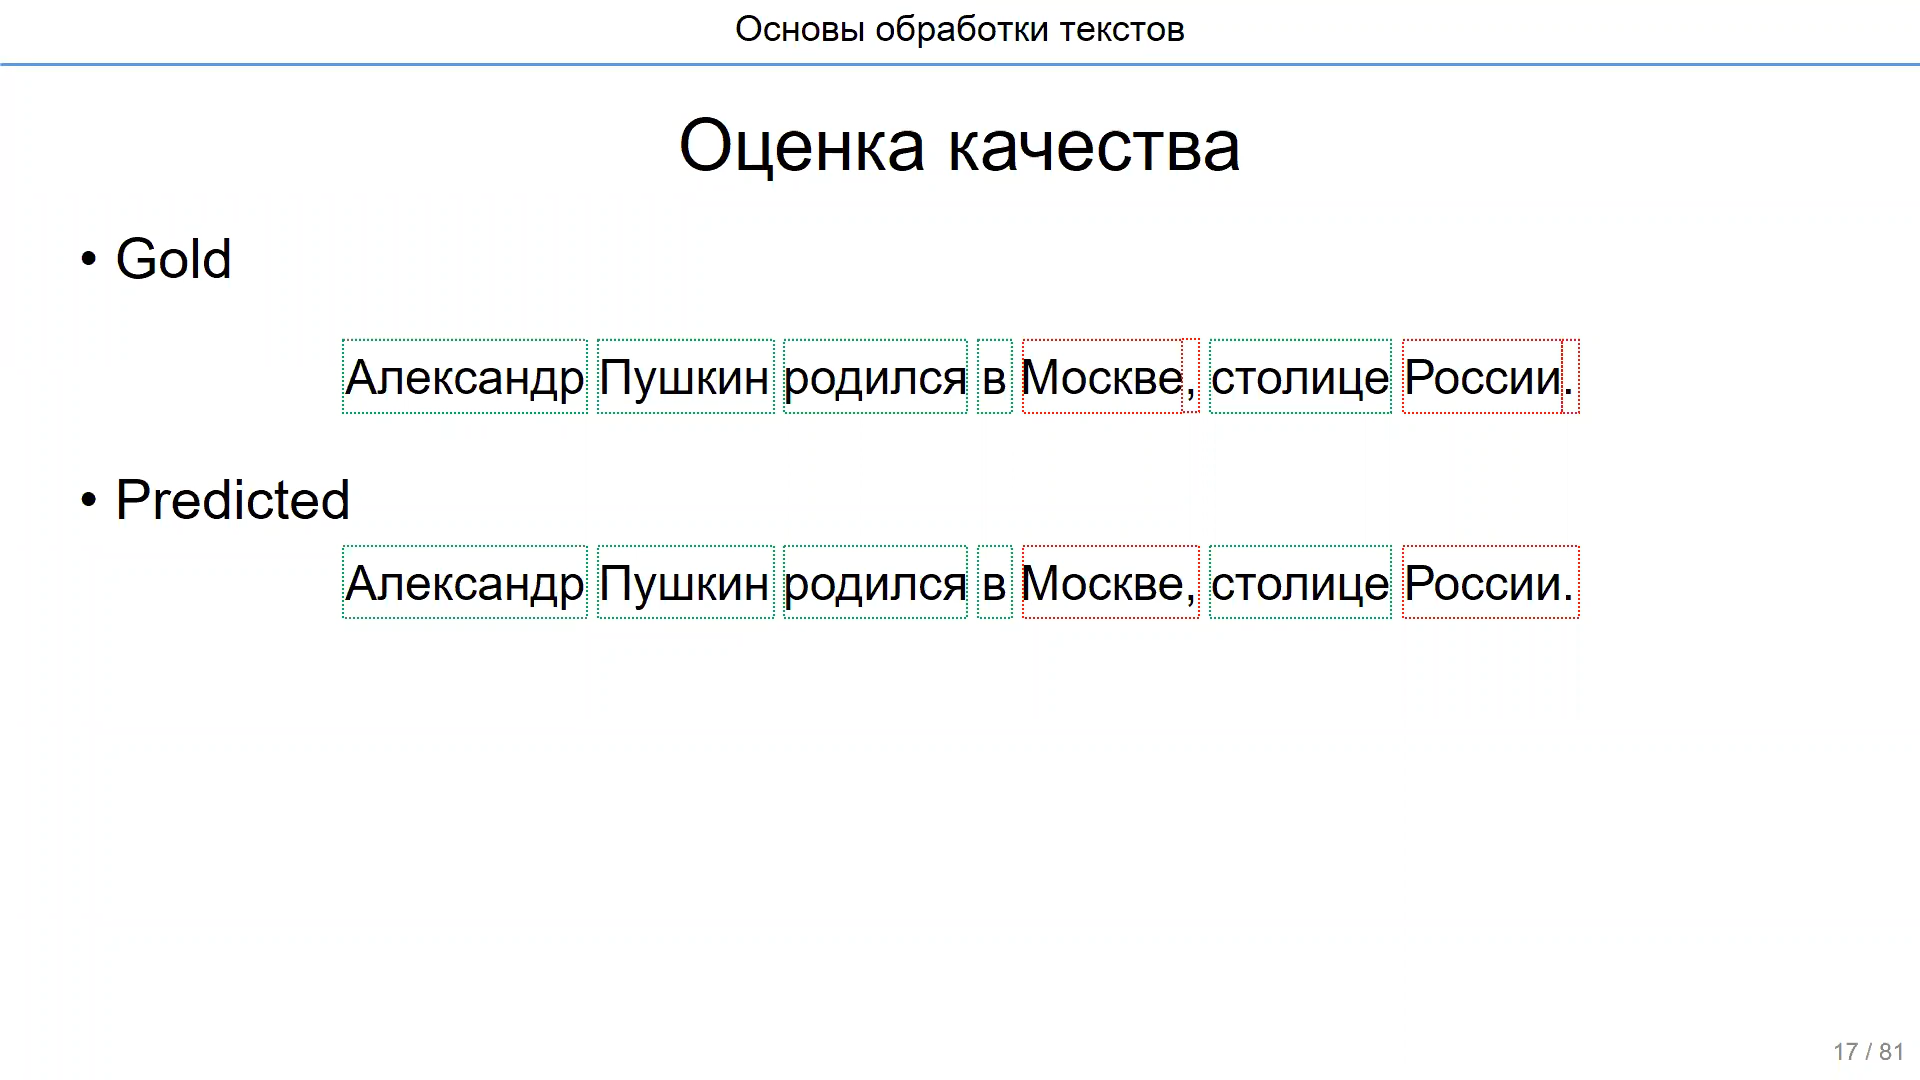 Основы обработки текстов
Оценка качества
• Gold
Александр Пушкин родился в Москве, столице России.
• Predicted
Александр Пушкин родился в Москве, столице России.
17 / 81